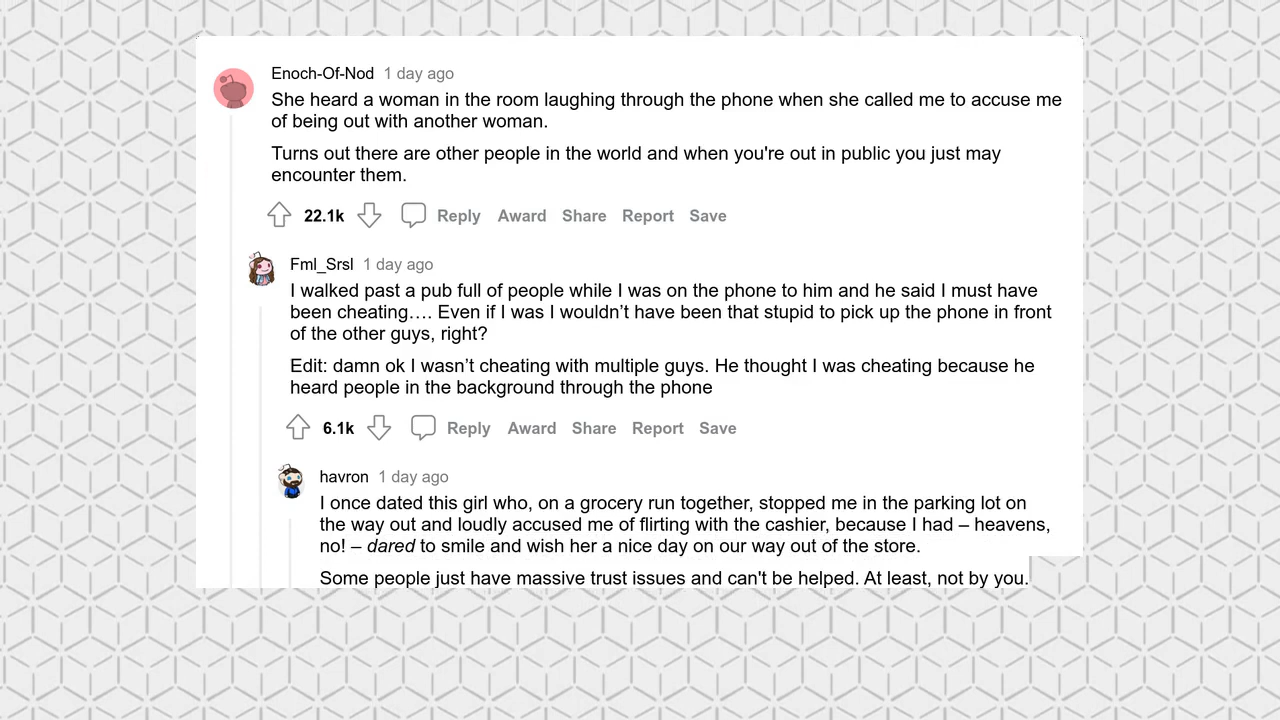 Enoch-Of-Nod 1 day ago
She heard a woman in the room laughing through the phone when she called me to accuse me
of being out with another woman.
Turns out there are other people in the world and when you're out in public you just may
encounter them.
22.1k Reply Award Share Report Save
Fml_Srsl 1 day ago
I walked past a pub full of people while I was on the phone to him and he said I must have
been cheating…. Even if I was I wouldn’t have been that stupid to pick up the phone in front
of the other guys, right?
Edit: damn ok I wasn’t cheating with multiple guys. He thought I was cheating because he
heard people in the background through the phone
6.1k Reply Award Share Report Save
havron 1 day ago
I once dated this girl who, on a grocery run together, stopped me in the parking lot on
the way out and loudly accused me of flirting with the cashier, because I had – heavens,
no! – dared to smile and wish her a nice day on our way out of the store.
Some people just have massive trust issues and can't be helped. At least, not by you.